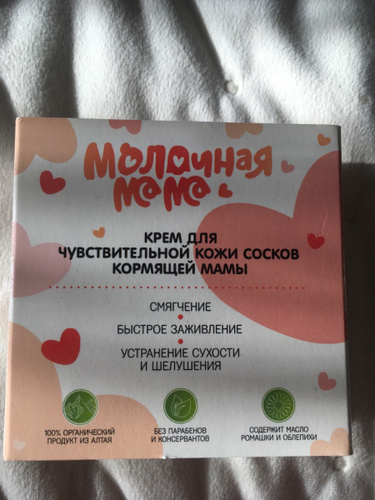 Молочная
мама
КРЕМ ДЛЯ
ЧУВСТВИТЕЛЬНОЙ КОЖИ СОСКОВ
КОРМЯЩЕЙ МАМЫ
СМЯГЧЕНИЕ
БЫСТРОЕ ЗАЖИВЛЕНИЕ
УСТРАНЕНИЕ СУХОСТИ
И ШЕЛУШЕНИЯ
100% ОРГАНИЧЕСКИЙ
ПРОДУКТ ИЗ АЛТАЯ
БЕЗ ПАРАБЕНОВ
И КОНСЕРВАНТОВ
СОДЕРЖИТ МАСЛО
РОМАШКИ И ОБЛЕПИХИ